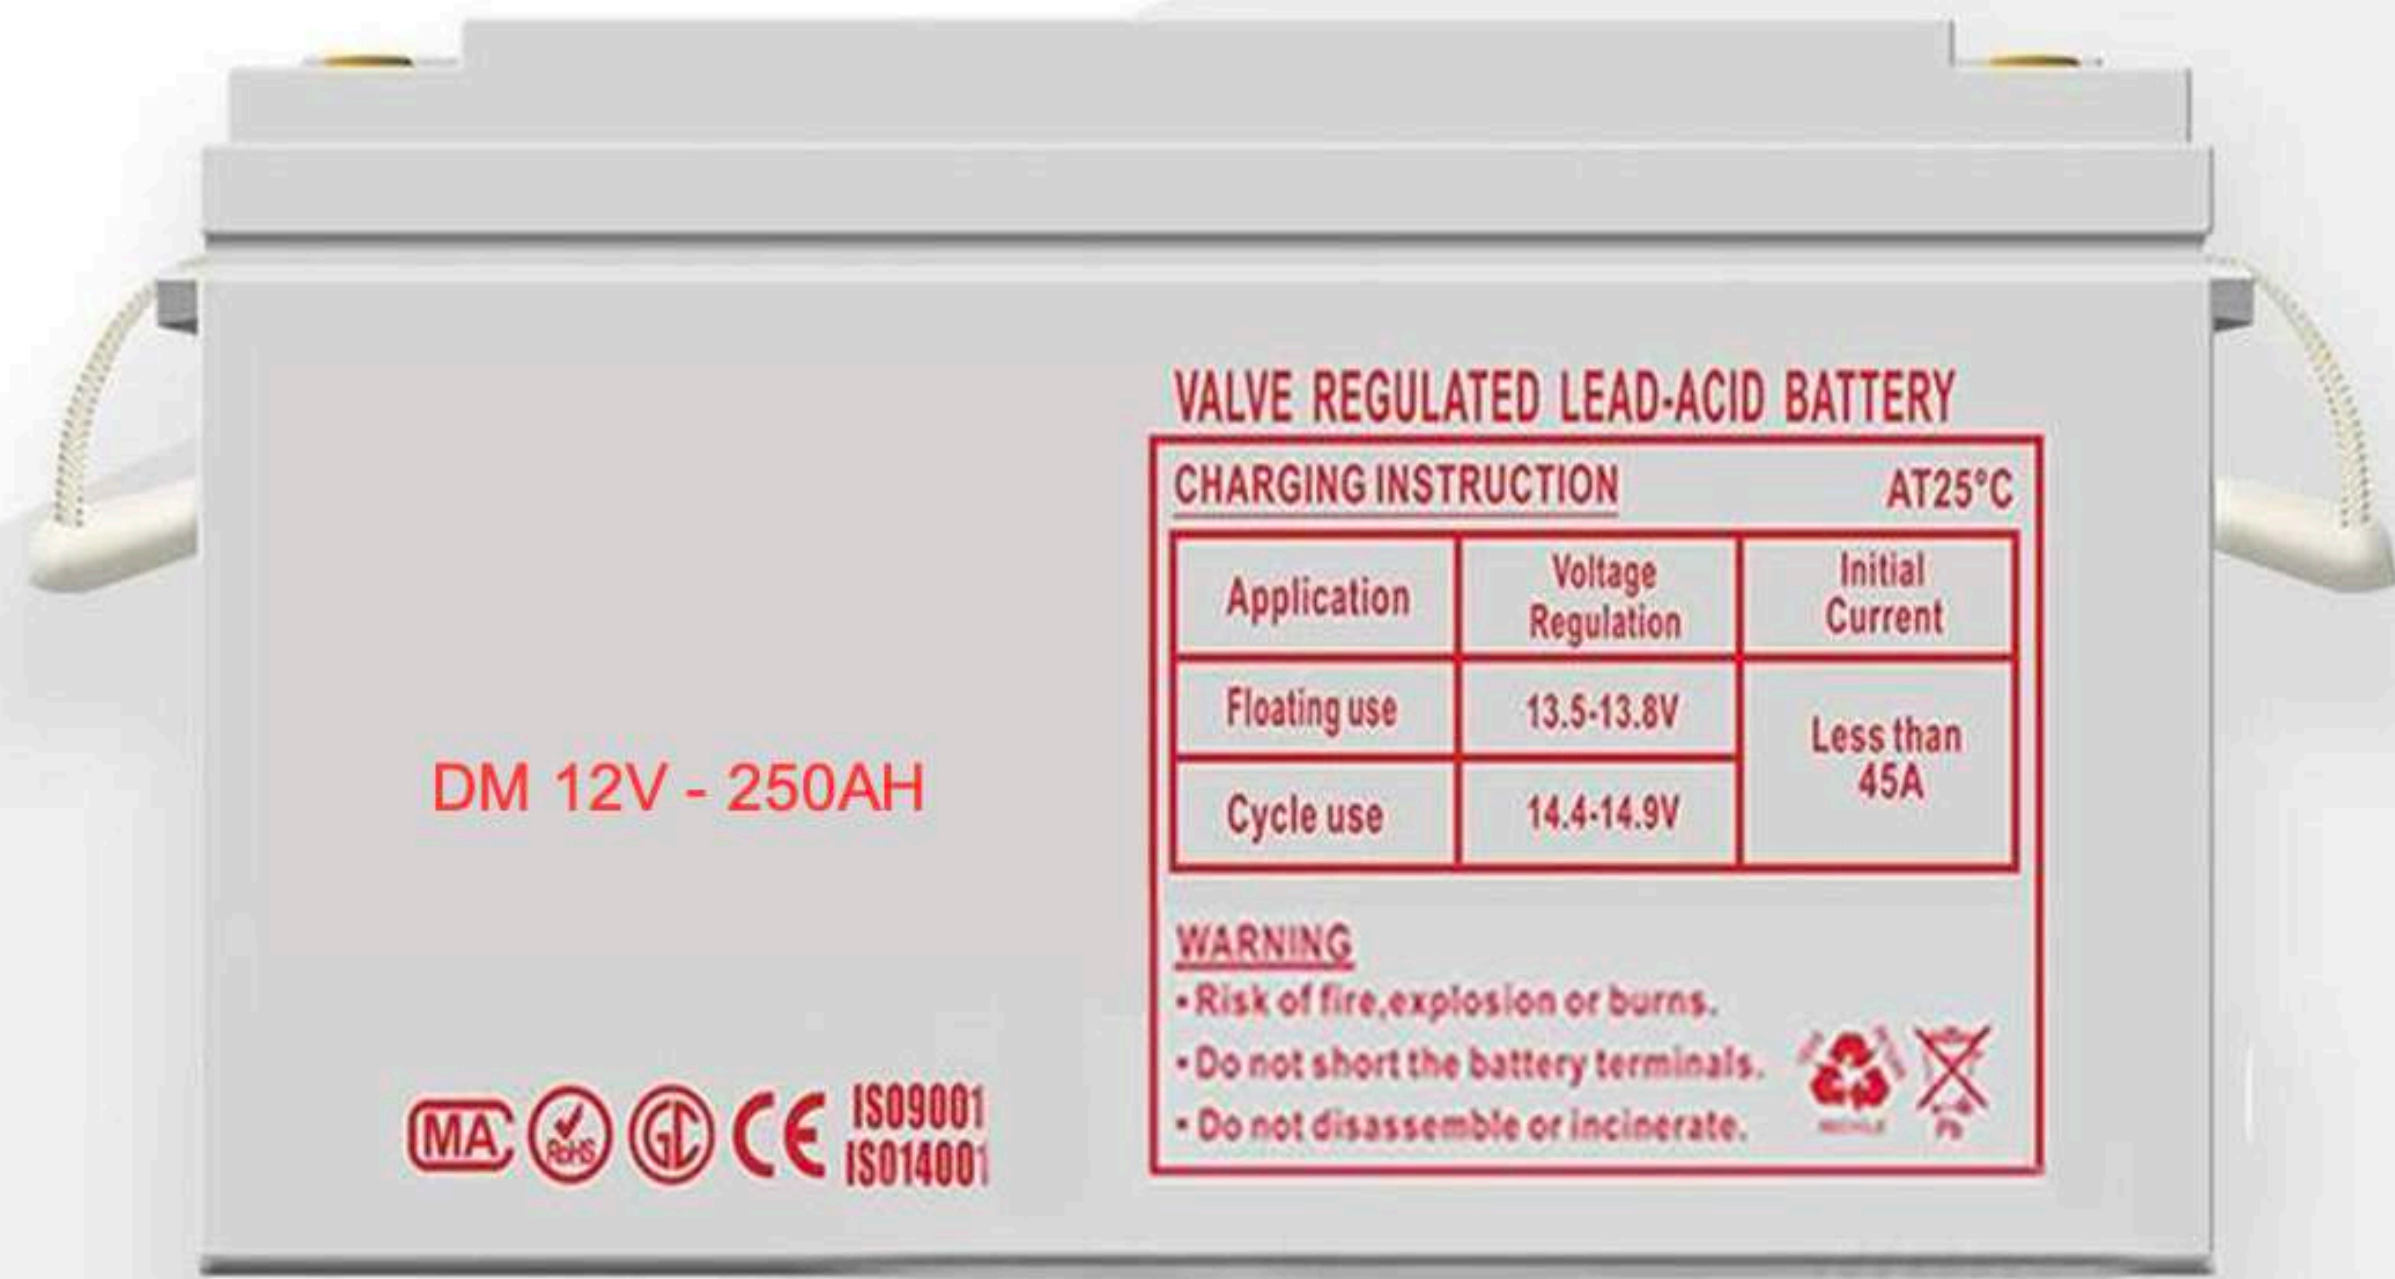 VALVE REGULATED LEAD-ACID BATTERY
CHARGING INSTRUCTION AT25°C
Application Voltage Regulation Initial Current
Floating use 13.5-13.8V Less than 45A
Cycle use 14.4-14.9V
DM 12V - 250AH
WARNING
▪ Risk of fire,explosion or burns.
▪ Do not short the battery terminals.
▪ Do not disassemble or incinerate.
Pb
MA RoHS GC CE ISO9001
ISO14001